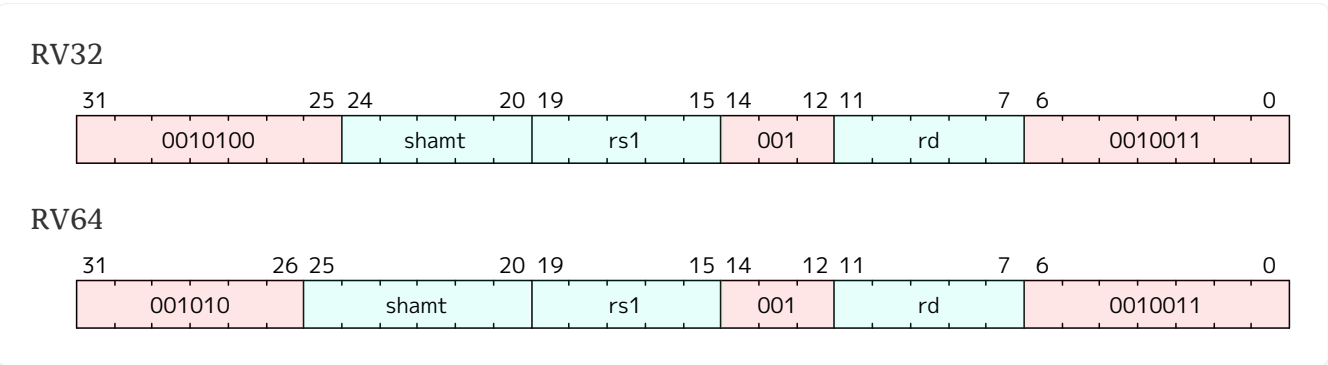 RV32
31 25 24 20 19 15 14 12 11 7 6 0
0010100 shamt rs1 001 rd 0010011
RV64
31 26 25 20 19 15 14 12 11 7 6 0
001010 shamt rs1 001 rd 0010011